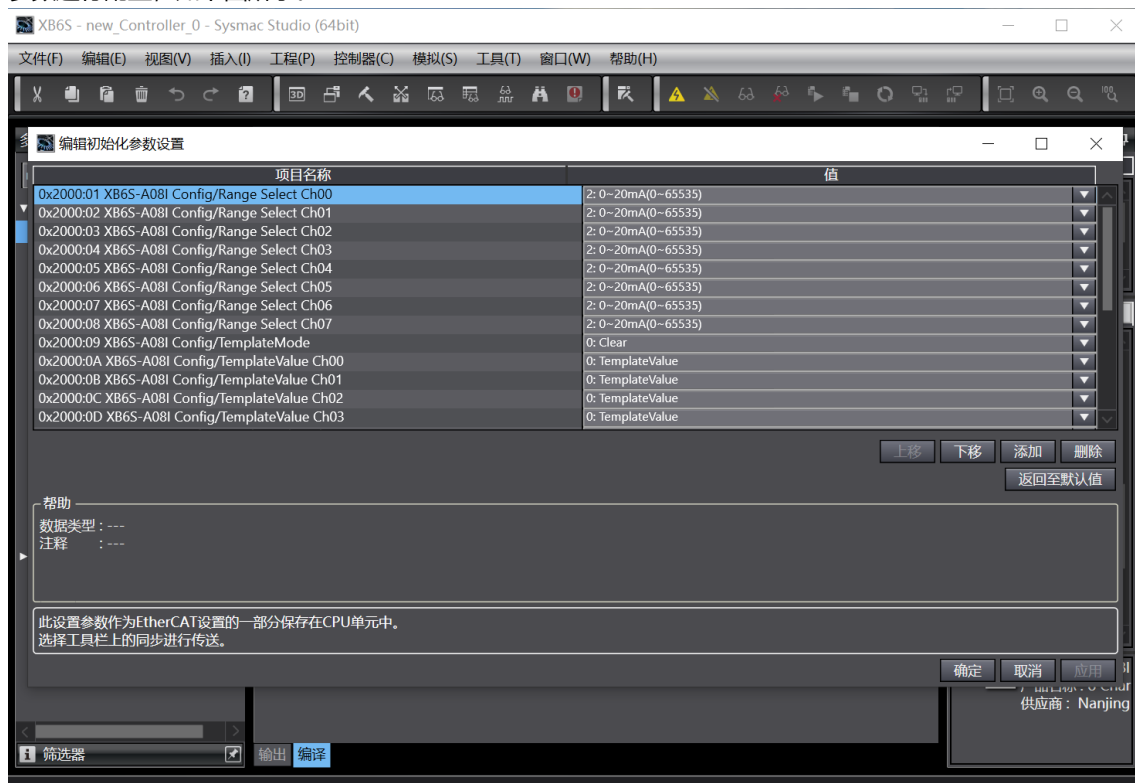 XB6S - new_Controller_0 - Sysmac Studio (64bit)
文件(F) 编辑(E) 视图(V) 插入(I) 工程(P) 控制器(C) 模拟(S) 工具(T) 窗口(W) 帮助(H)
编辑初始化参数设置
项目名称 值
0x2000:01 XB6S-A08I Config/Range Select Ch00 2: 0~20mA(0~65535)
0x2000:02 XB6S-A08I Config/Range Select Ch01 2: 0~20mA(0~65535)
0x2000:03 XB6S-A08I Config/Range Select Ch02 2: 0~20mA(0~65535)
0x2000:04 XB6S-A08I Config/Range Select Ch03 2: 0~20mA(0~65535)
0x2000:05 XB6S-A08I Config/Range Select Ch04 2: 0~20mA(0~65535)
0x2000:06 XB6S-A08I Config/Range Select Ch05 2: 0~20mA(0~65535)
0x2000:07 XB6S-A08I Config/Range Select Ch06 2: 0~20mA(0~65535)
0x2000:08 XB6S-A08I Config/Range Select Ch07 2: 0~20mA(0~65535)
0x2000:09 XB6S-A08I Config/TemplateMode 0: Clear
0x2000:0A XB6S-A08I Config/TemplateValue Ch00 0: TemplateValue
0x2000:0B XB6S-A08I Config/TemplateValue Ch01 0: TemplateValue
0x2000:0C XB6S-A08I Config/TemplateValue Ch02 0: TemplateValue
0x2000:0D XB6S-A08I Config/TemplateValue Ch03 0: TemplateValue
上移 下移 添加 删除
返回至默认值
帮助
数据类型 : ---
注释 : ---
此设置参数作为EtherCAT设置的一部分保存在CPU单元中。
选择工具栏上的同步进行传送。
确定 取消 应用
供应商 : Nanjing
筛选器 输出 编译